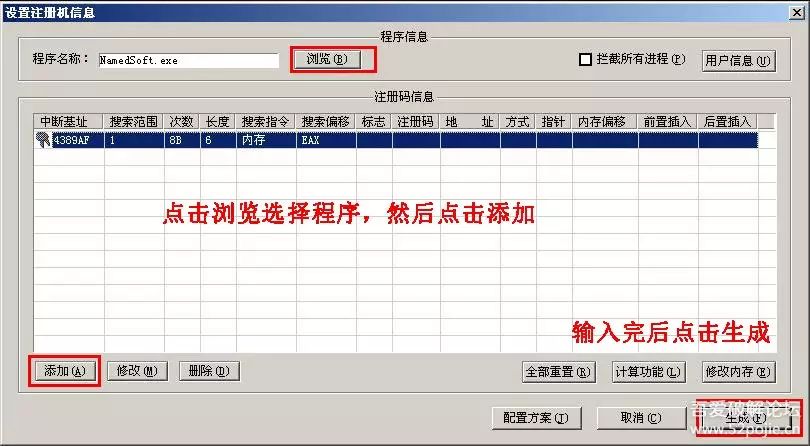 设置注册机信息
程序信息
程序名称: NamedSoft.exe 浏览(B) 拦截所有进程(P) 用户信息(U)
注册码信息
中断基址 搜索范围 次数 长度 搜索指令 搜索偏移 标志 注册码 地 址 方式 指针 内存偏移 前置插入 后置插入
4389AF 1 8B 6 内存 EAX
点击浏览选择程序，然后点击添加
输入完后点击生成
添加(A) 修改(M) 删除(D) 全部重置(R) 计算功能(L) 修改内存(E)
配置方案(I) 取消(C) 生成(F)
吾爱破解论坛
www.52pojie.cn